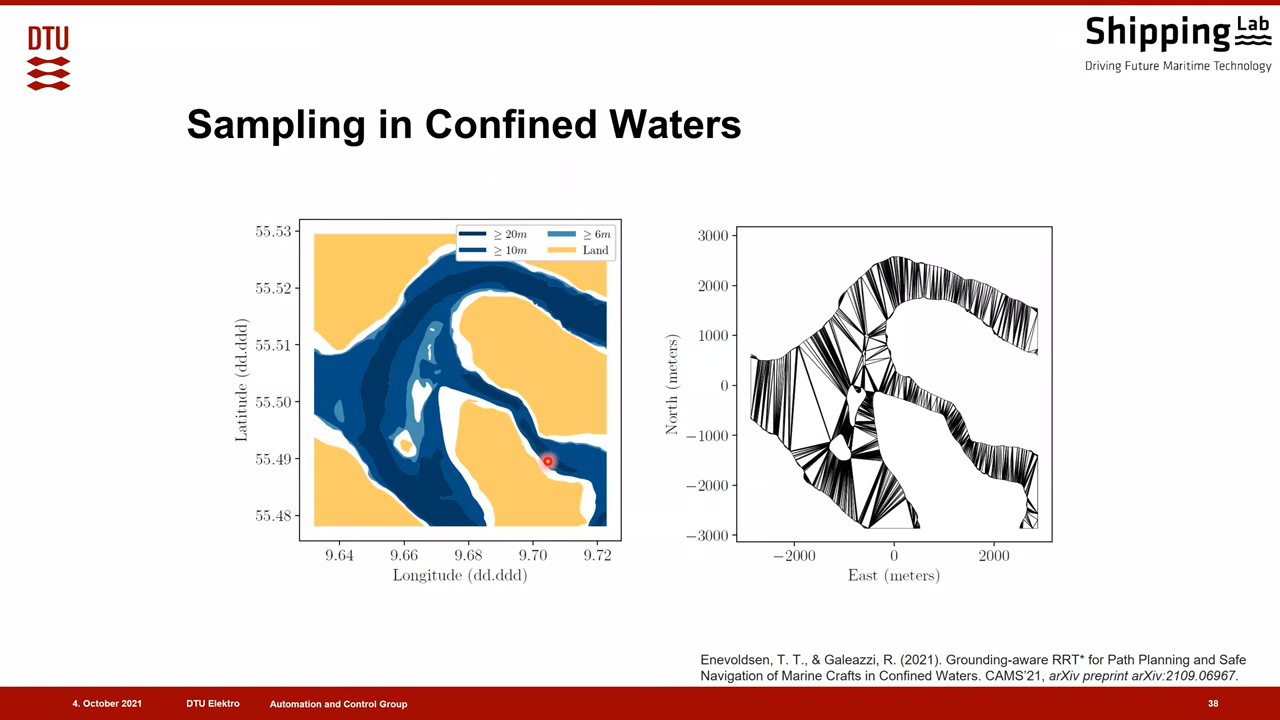 DTU
Shipping Lab
Driving Future Maritime Technology
Sampling in Confined Waters
≥ 20m
≥ 10m
≥ 6m
Land
55.53
55.52
55.51
55.50
55.49
55.48
Latitude (dd.ddd)
9.64 9.66 9.68 9.70 9.72
Longitude (dd.ddd)
3000
2000
1000
0
−1000
−2000
−3000
North (meters)
−2000 0 2000
East (meters)
Enevoldsen, T. T., & Galeazzi, R. (2021). Grounding-aware RRT* for Path Planning and Safe
Navigation of Marine Crafts in Confined Waters. CAMS'21, arXiv preprint arXiv:2109.06967.
4. October 2021 DTU Elektro Automation and Control Group 38